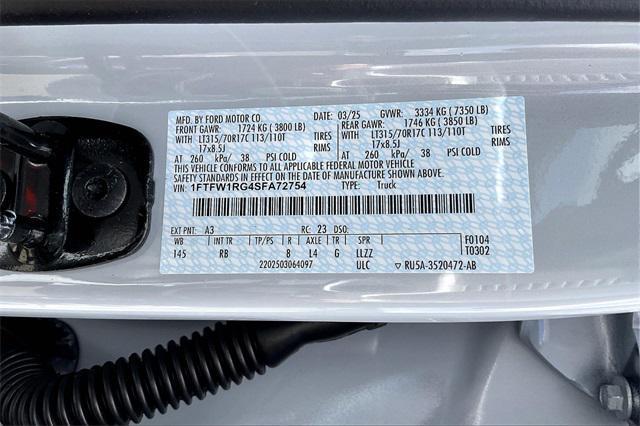 MFD. BY FORD MOTOR CO. 03/25 GVWR: 3334 KG (7350 LB)
FRONT GAWR: 1724 KG (3800 LB) REAR GAWR: 1746 KG (3850 LB)
WITH LT315/70R17C 113/110T TIRES WITH LT315/70R17C 113/110T TIRES
17x8.5J RIMS 17x8.5J RIMS
AT 260 kPa/ 38 PSI COLD AT 260 kPa/ 38 PSI COLD
THIS VEHICLE CONFORMS TO ALL APPLICABLE FEDERAL MOTOR VEHICLE
SAFETY STANDARDS IN EFFECT ON THE DATE OF MANUFACTURE SHOWN ABOVE.
VIN: 1FTFW1RG4SFA72754 TYPE: Truck
EXT PNT: A3 RC: 23 DSO:
WB INT TR TP/PS R AXLE TR SPR F0104
145 RB 8 L4 G LLZZ T0302
2202503064097 ULC ▽ RU5A-3520472-AB